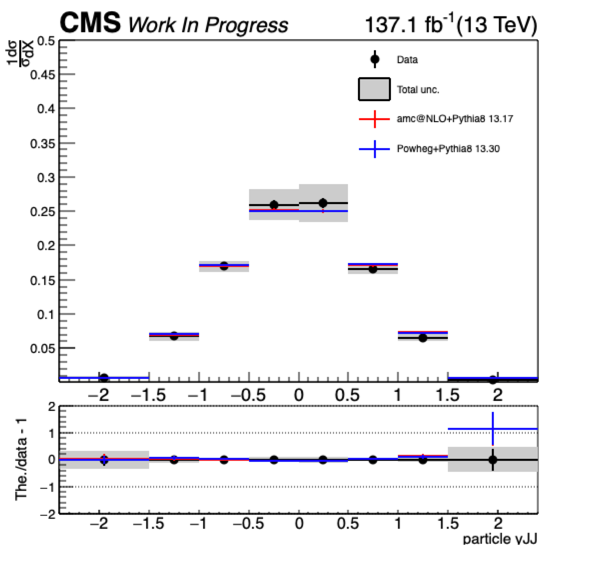 CMS Work In Progress 137.1 fb⁻¹(13 TeV)
1dσ
σdX
0.5
0.45
0.4
0.35
0.3
0.25
0.2
0.15
0.1
0.05
Data
Total unc.
amc@NLO+Pythia8 13.17
Powheg+Pythia8 13.30
−2 −1.5 −1 −0.5 0 0.5 1 1.5 2
The./data - 1
2
1
0
−1
−2
−2 −1.5 −1 −0.5 0 0.5 1 1.5 2
particle yJJ